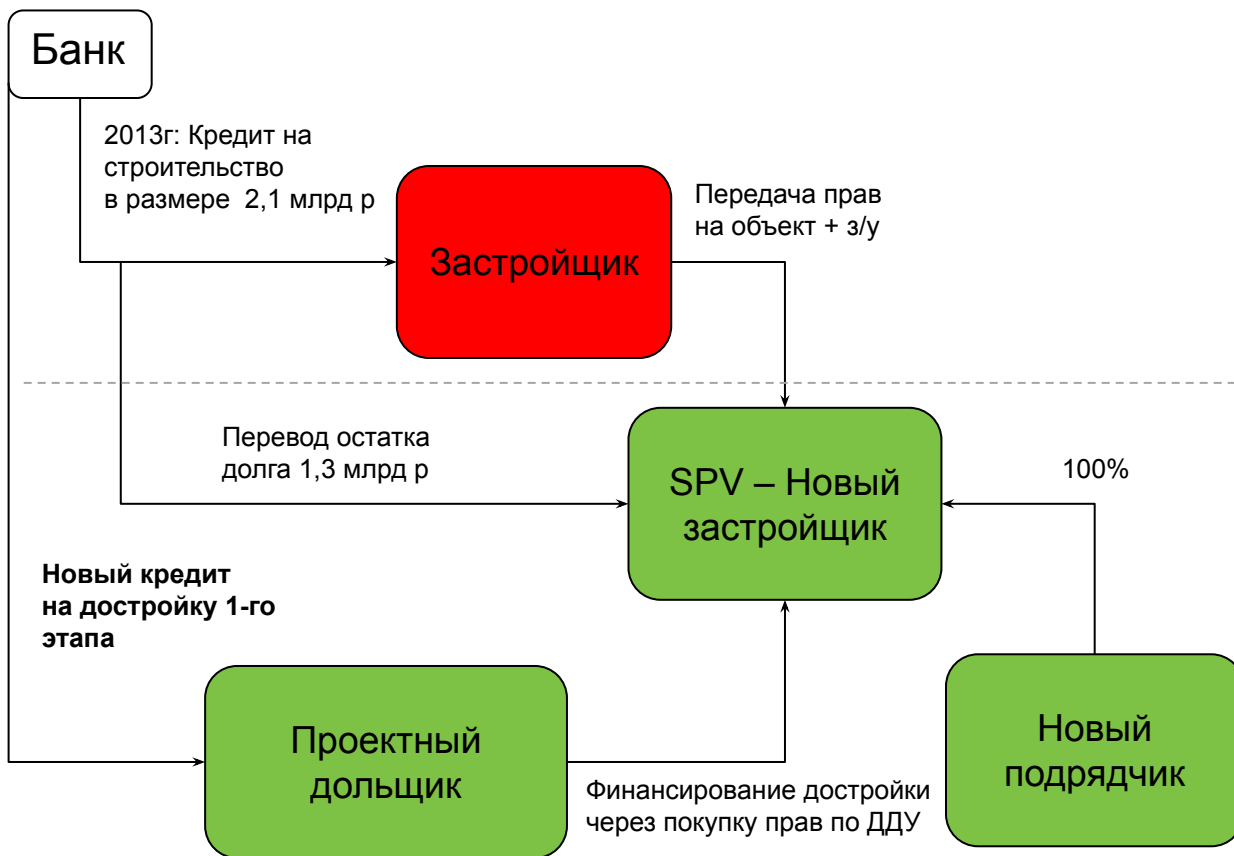 Банк
2013г: Кредит на
строительство
в размере 2,1 млрд р
Застройщик
Передача прав
на объект + з/у
Перевод остатка
долга 1,3 млрд р
SPV – Новый
застройщик
100%
Новый кредит
на достройку 1-го
этапа
Проектный
дольщик
Финансирование достройки
через покупку прав по ДДУ
Новый
подрядчик